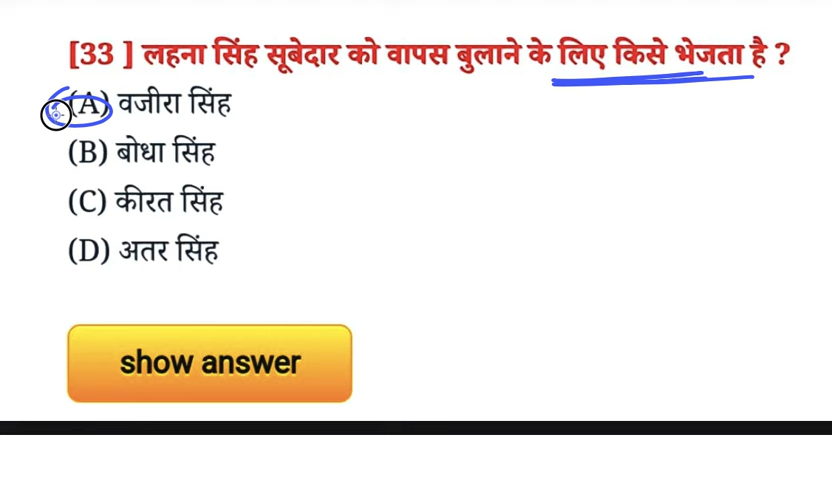 [33 ] लहना सिंह सूबेदार को वापस बुलाने के लिए किसे भेजता है ?
(A) वजीरा सिंह
(B) बोधा सिंह
(C) कीरत सिंह
(D) अतर सिंह
show answer